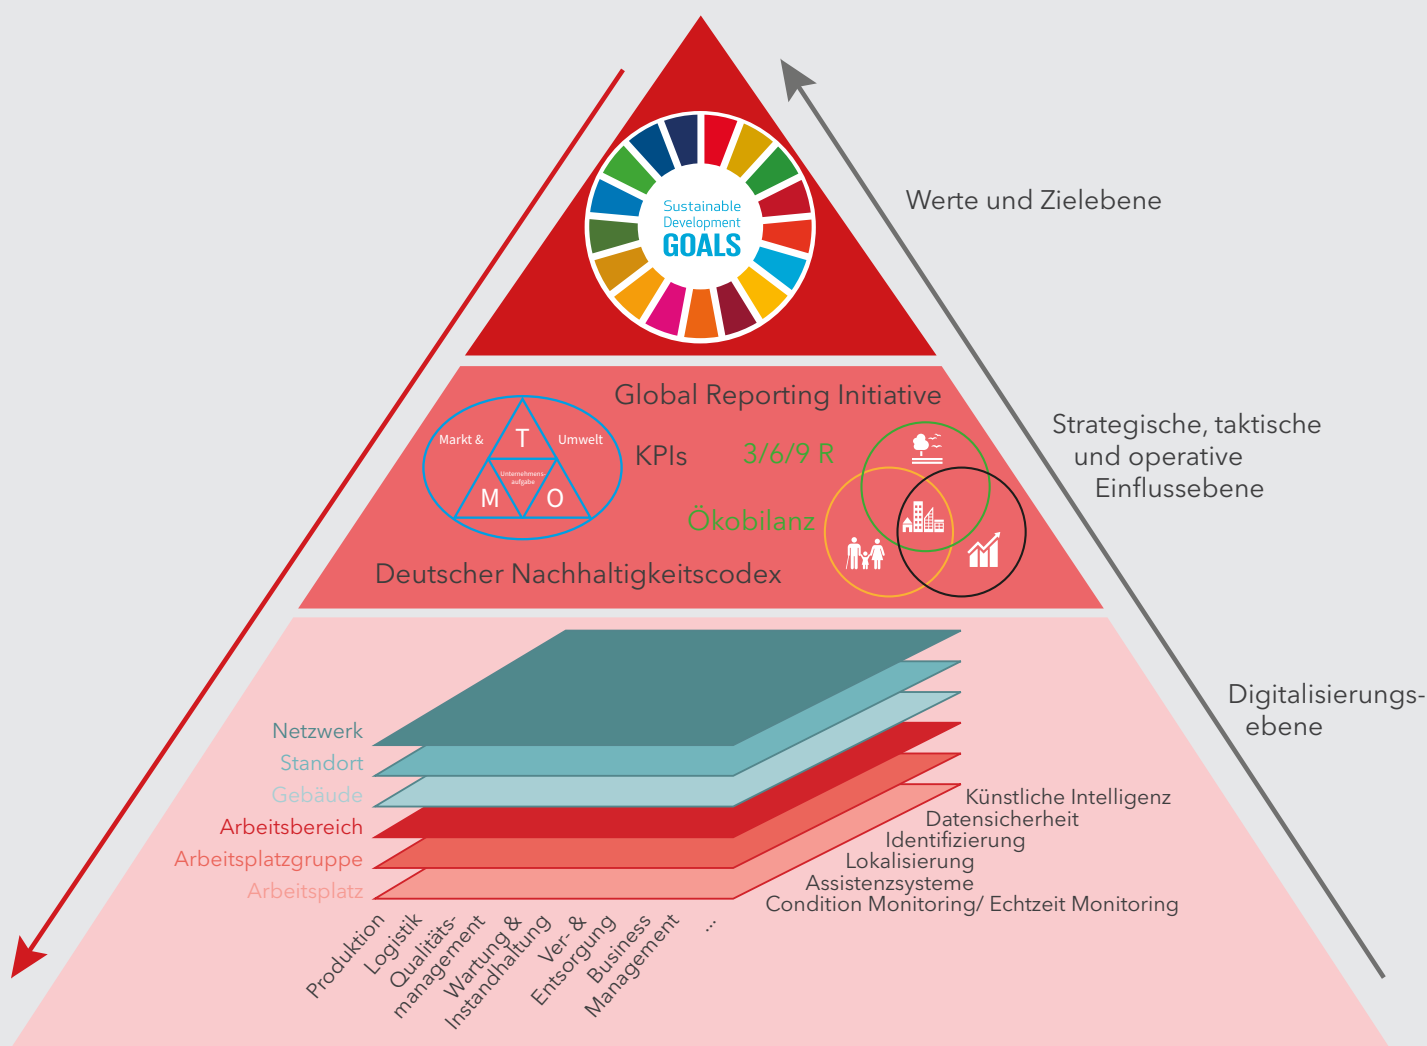 Sustainable
Development
GOALS
Werte und Zielebene
Global Reporting Initiative
Markt &
T
Umwelt
KPIs
3/6/9 R
Unternehmens-
aufgabe
M
O
Ökobilanz
Deutscher Nachhaltigkeitscodex
Strategische, taktische
und operative
Einflussebene
Digitalisierungs-
ebene
Netzwerk
Standort
Gebäude
Arbeitsbereich
Arbeitsplatzgruppe
Arbeitsplatz
Künstliche Intelligenz
Datensicherheit
Identifizierung
Lokalisierung
Assistenzsysteme
Condition Monitoring/ Echtzeit Monitoring
Produktion
Logistik
Qualitäts-
management
Wartung &
Instandhaltung
Ver- &
Entsorgung
Business
Management
...